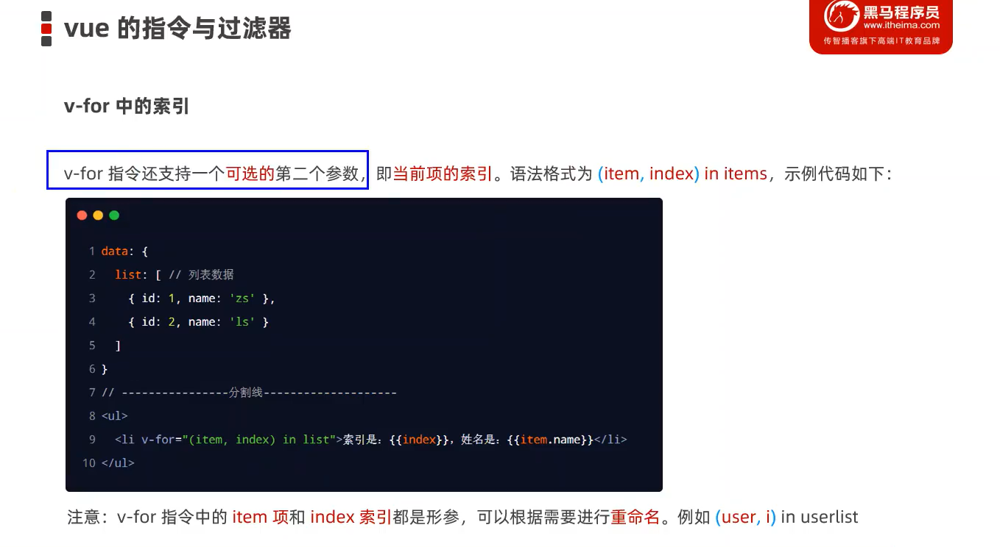 vue 的指令与过滤器
黑马程序员
www.itheima.com
传智播客旗下高端IT教育品牌
v-for 中的索引
v-for 指令还支持一个可选的第二个参数，即当前项的索引。语法格式为 (item, index) in items，示例代码如下：
1 data: {
2   list: [ // 列表数据
3     { id: 1, name: 'zs' },
4     { id: 2, name: 'ls' }
5   ]
6 }
7 // ----------------分割线--------------------
8 <ul>
9   <li v-for="(item, index) in list">索引是：{{index}}，姓名是：{{item.name}}</li>
10 </ul>
注意：v-for 指令中的 item 项和 index 索引都是形参，可以根据需要进行重命名。例如 (user, i) in userlist